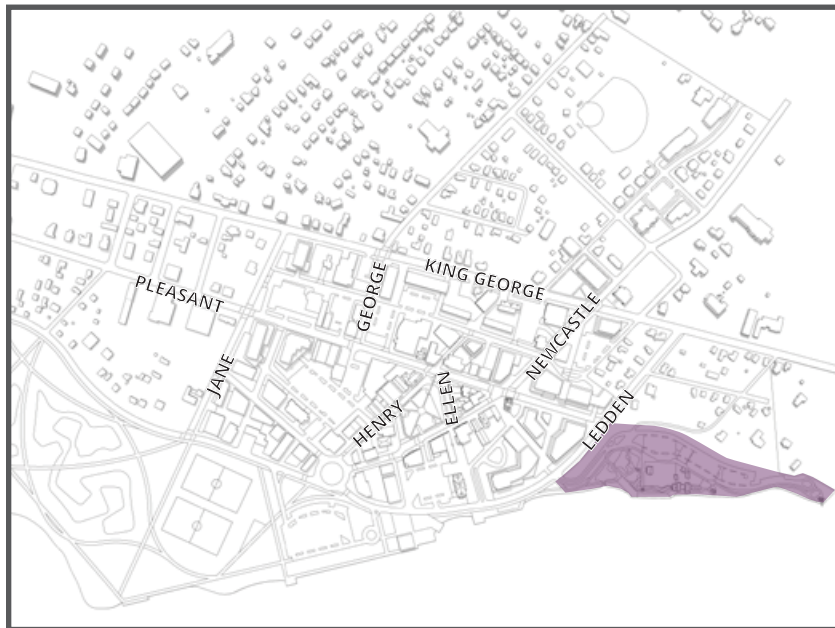 KING GEORGE
PLEASANT
GEORGE
NEWCASTLE
JANE
HENRY
ELLEN
LEDDEN